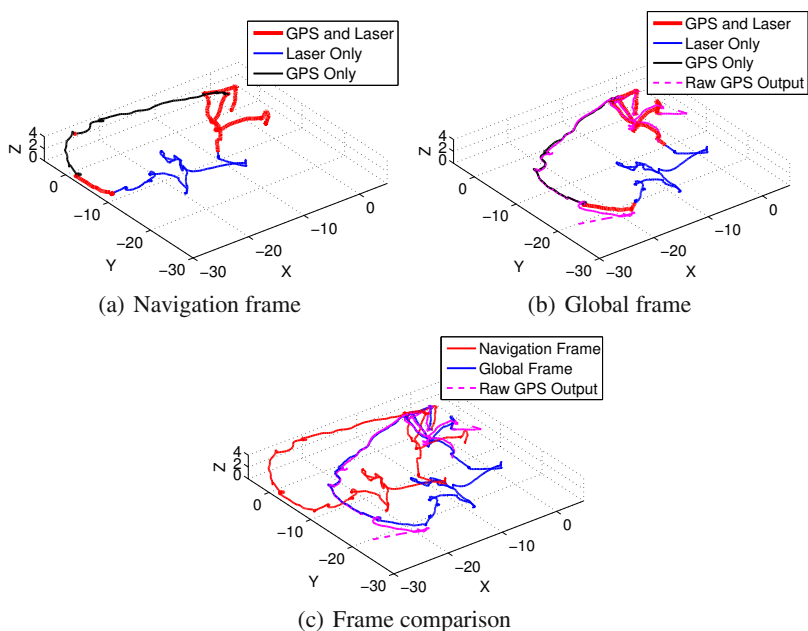 GPS and Laser
Laser Only
GPS Only
4
2
0
Z
0
−10
−20
−30
Y
−30
−20
−10
0
X
(a) Navigation frame
GPS and Laser
Laser Only
GPS Only
Raw GPS Output
4
2
0
Z
0
−10
−20
−30
Y
−30
−20
−10
0
X
(b) Global frame
Navigation Frame
Global Frame
Raw GPS Output
4
2
0
Z
0
−10
−20
−30
Y
−30
−20
−10
0
X
(c) Frame comparison